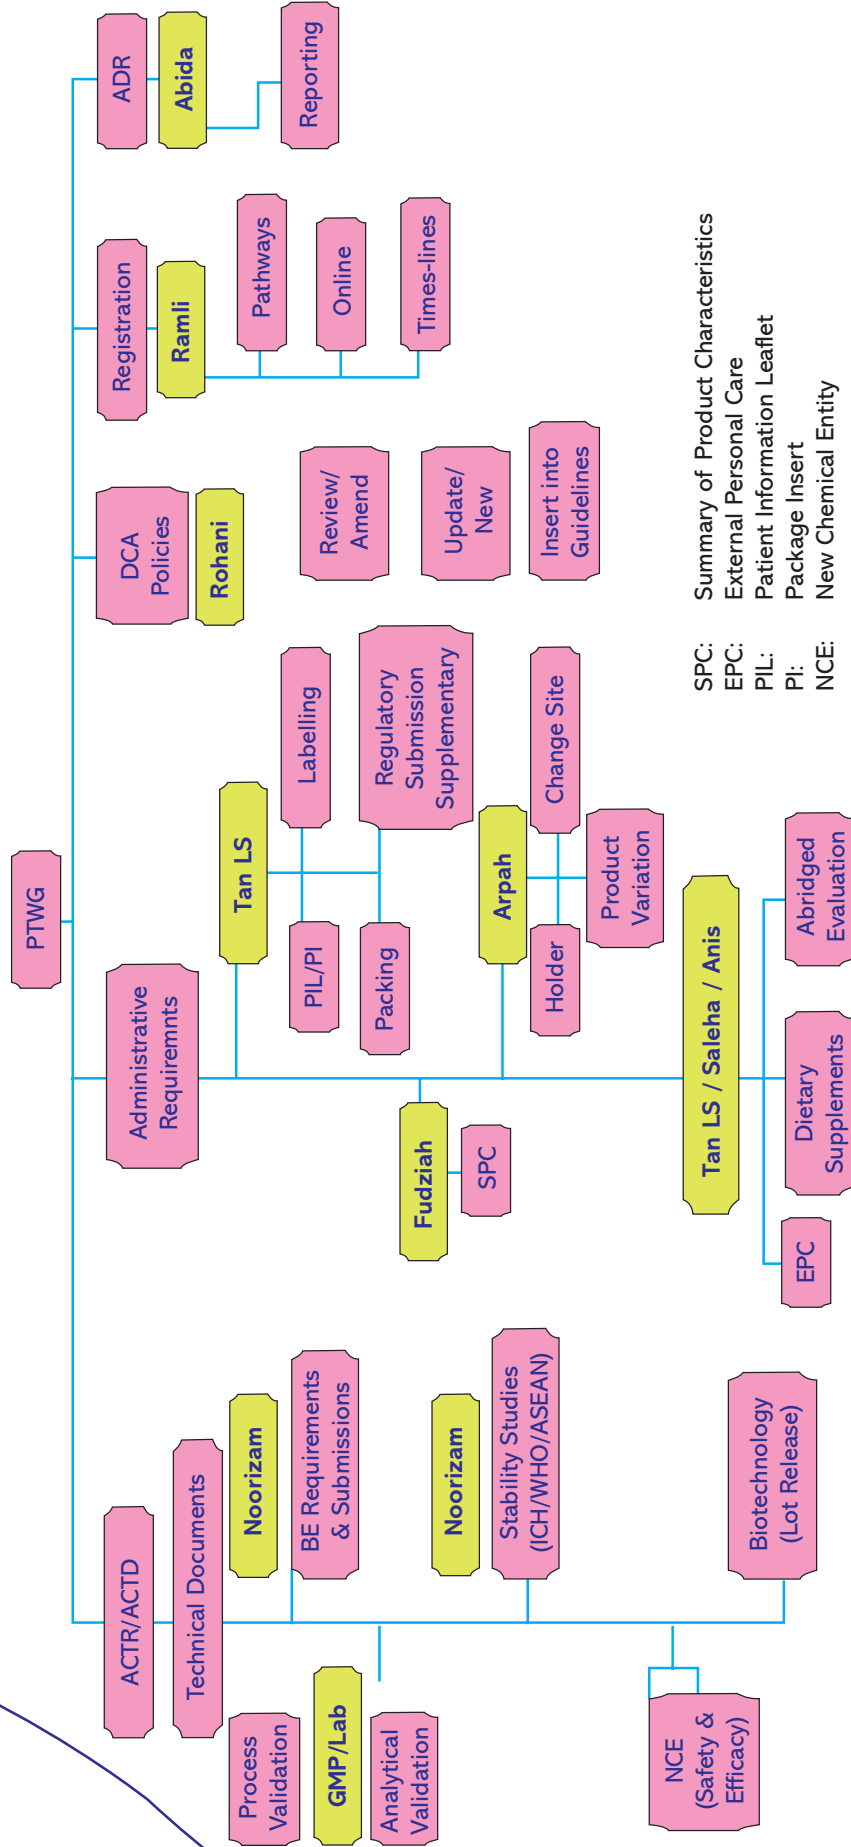 PTWG
ACTR/ACTD
Technical Documents
Process
Validation
GMP/Lab
Analytical
Validation
Noorizam
BE Requirements
& Submissions
Noorizam
Stability Studies
(ICH/WHO/ASEAN)
NCE
(Safety &
Efficacy)
Biotechnology
(Lot Release)
Administrative
Requiremnts
Tan LS
PIL/PI
Labelling
Packing
Regulatory
Submission
Supplementary
Fudziah
SPC
Arpah
Holder
Change Site
Product
Variation
Tan LS / Saleha / Anis
EPC
Dietary
Supplements
Abridged
Evaluation
DCA
Policies
Rohani
Review/
Amend
Update/
New
Insert into
Guidelines
Registration
Ramli
Pathways
Online
Times-lines
ADR
Abida
Reporting
SPC: Summary of Product Characteristics
EPC: External Personal Care
PIL: Patient Information Leaflet
PI: Package Insert
NCE: New Chemical Entity